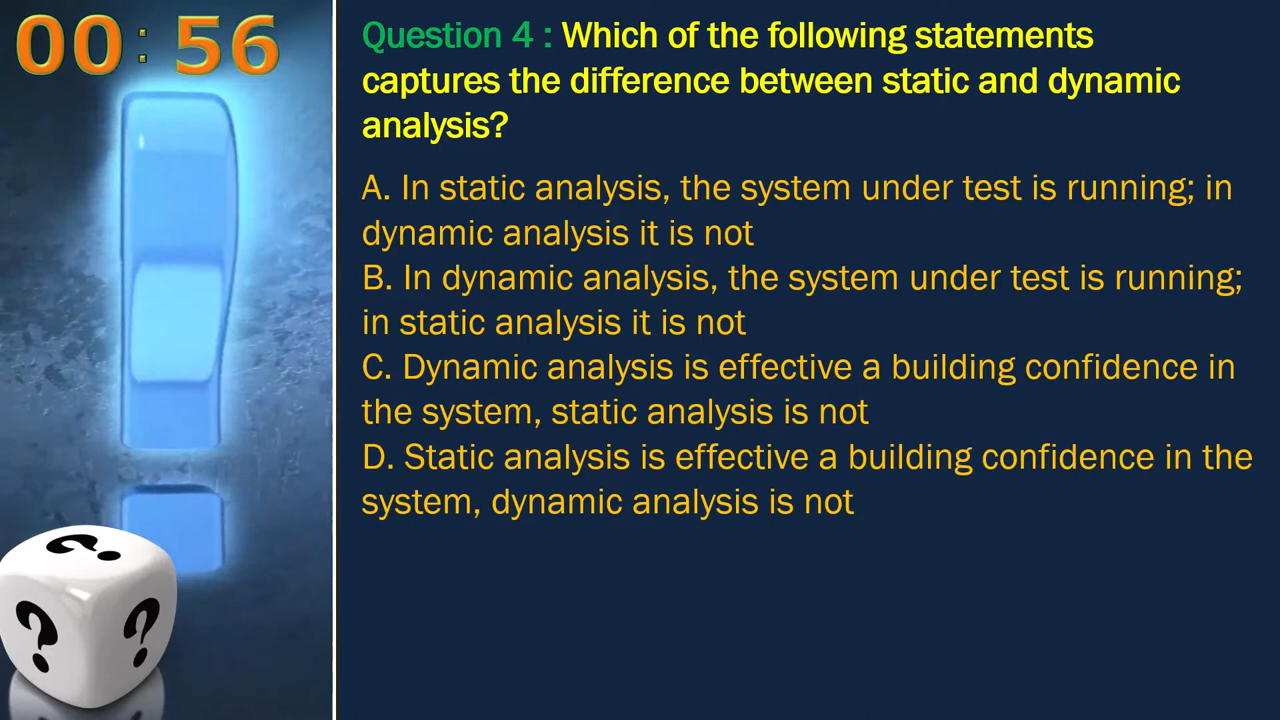 00:56
Question 4 : Which of the following statements
captures the difference between static and dynamic
analysis?
A. In static analysis, the system under test is running; in
dynamic analysis it is not
B. In dynamic analysis, the system under test is running;
in static analysis it is not
C. Dynamic analysis is effective a building confidence in
the system, static analysis is not
D. Static analysis is effective a building confidence in the
system, dynamic analysis is not
? ? ?